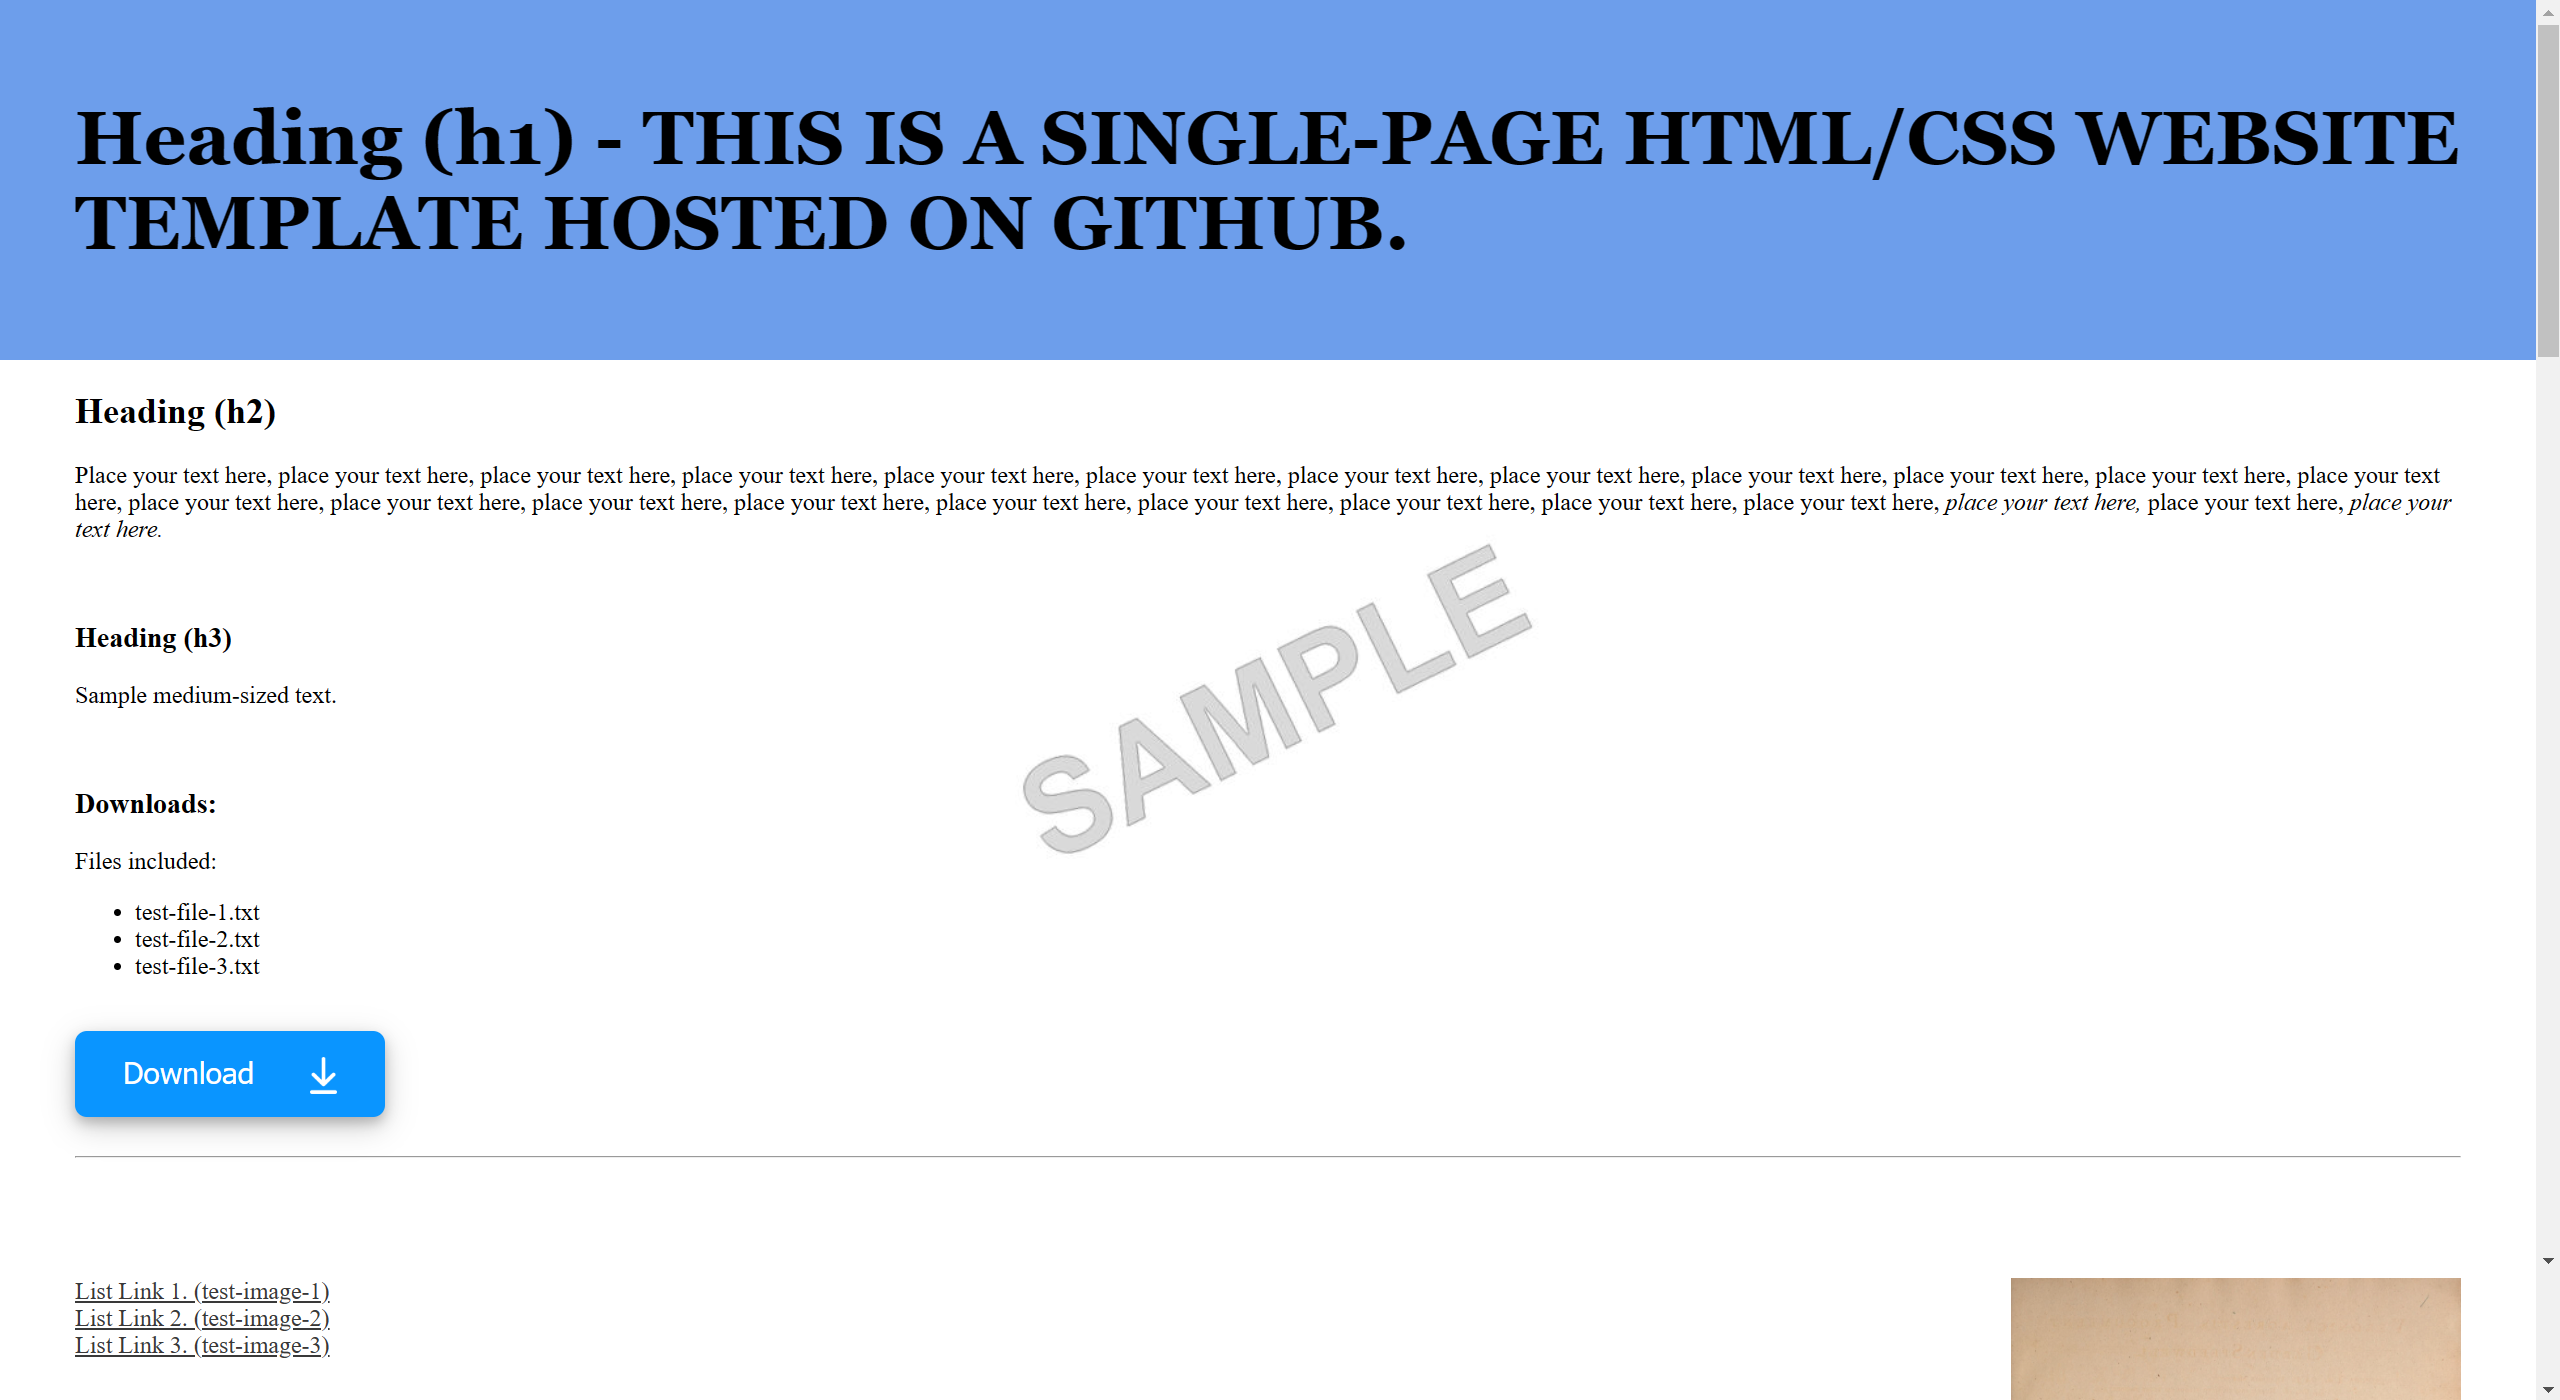 Heading (h1) - THIS IS A SINGLE-PAGE HTML/CSS WEBSITE
TEMPLATE HOSTED ON GITHUB.
Heading (h2)
Place your text here, place your text here, place your text here, place your text here, place your text here, place your text here, place your text here, place your text here, place your text here, place your text here, place your text here, place your text
here, place your text here, place your text here, place your text here, place your text here, place your text here, place your text here, place your text here, place your text here, place your text here, place your text here, place your text here, place your
text here.
Heading (h3)
Sample medium-sized text.
SAMPLE
Downloads:
Files included:
• test-file-1.txt
• test-file-2.txt
• test-file-3.txt
Download
List Link 1. (test-image-1)
List Link 2. (test-image-2)
List Link 3. (test-image-3)